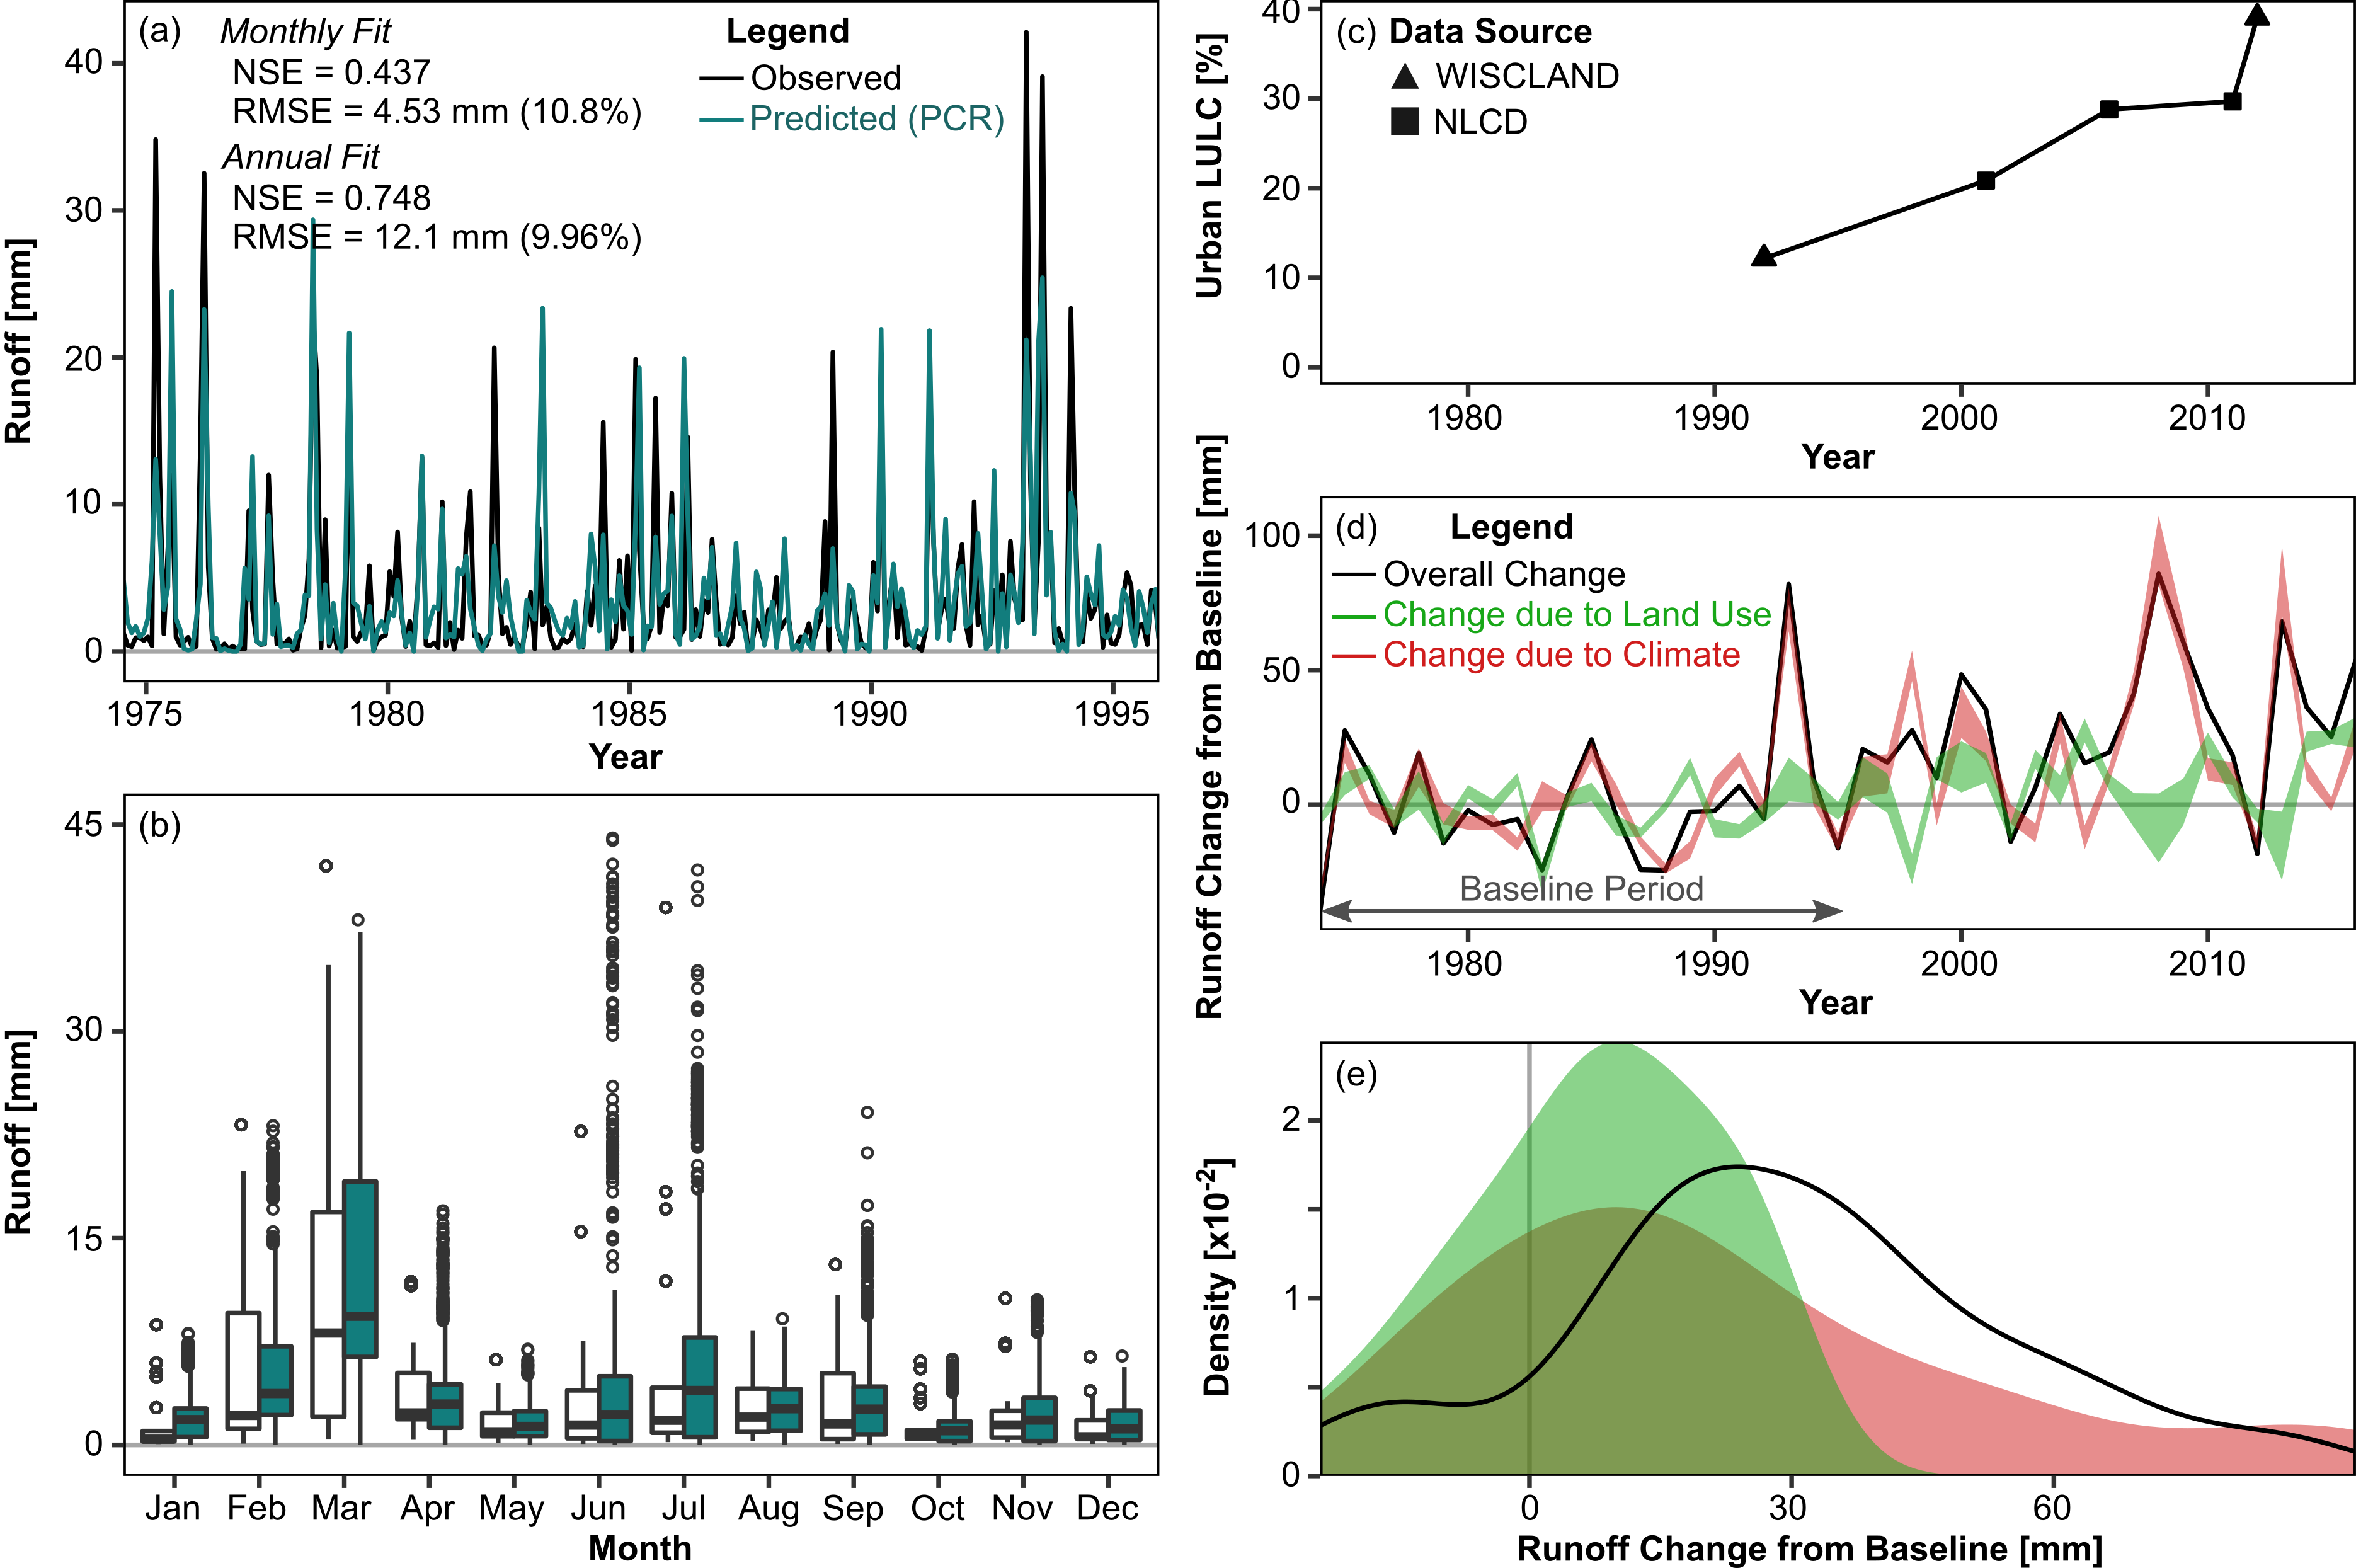 (a)
Monthly Fit
NSE = 0.437
RMSE = 4.53 mm (10.8%)
Annual Fit
NSE = 0.748
RMSE = 12.1 mm (9.96%)
Legend
Observed
Predicted (PCR)
40
30
20
10
0
Runoff [mm]
1975 1980 1985 1990 1995
Year
(b)
45
30
15
0
Runoff [mm]
Jan Feb Mar Apr May Jun Jul Aug Sep Oct Nov Dec
Month
(c) Data Source
WISCLAND
NLCD
40
30
20
10
0
Urban LULC [%]
1980 1990 2000 2010
Year
(d) Legend
Overall Change
Change due to Land Use
Change due to Climate
100
50
0
Runoff Change from Baseline [mm]
Baseline Period
1980 1990 2000 2010
Year
(e)
2
1
0
Density [x10-2]
0 30 60
Runoff Change from Baseline [mm]